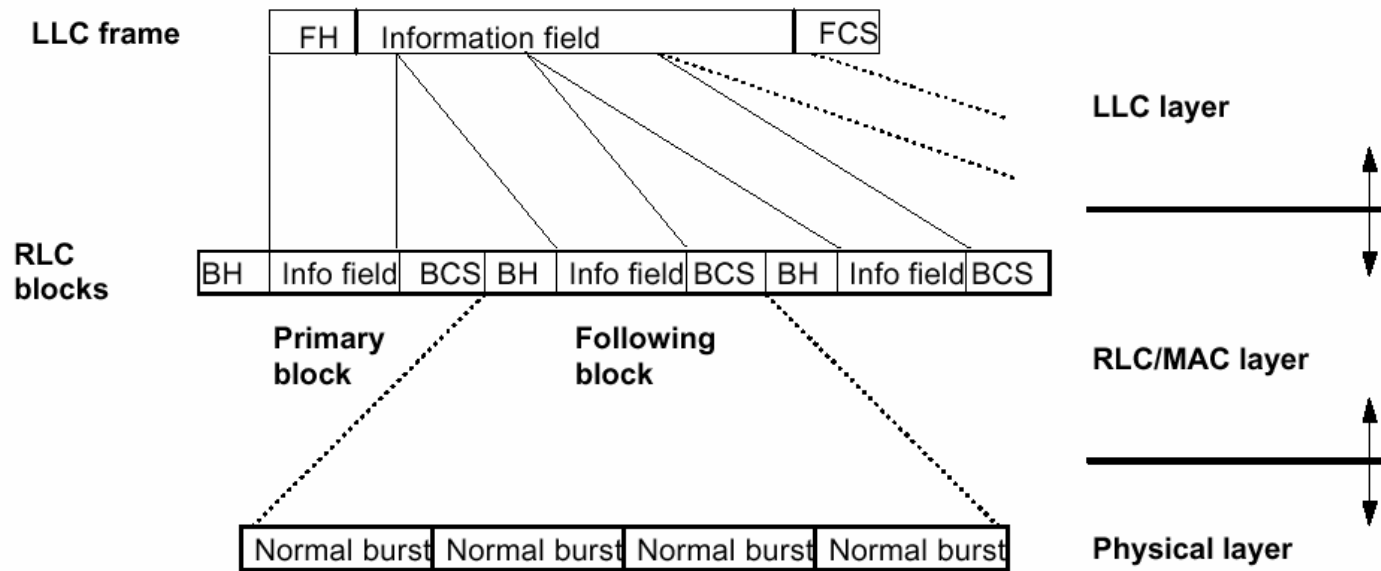 LLC frame
FH
Information field
FCS
LLC layer
RLC
blocks
BH
Info field
BCS
BH
Info field
BCS
BH
Info field
BCS
Primary
block
Following
block
RLC/MAC layer
Normal burst
Normal burst
Normal burst
Normal burst
Physical layer